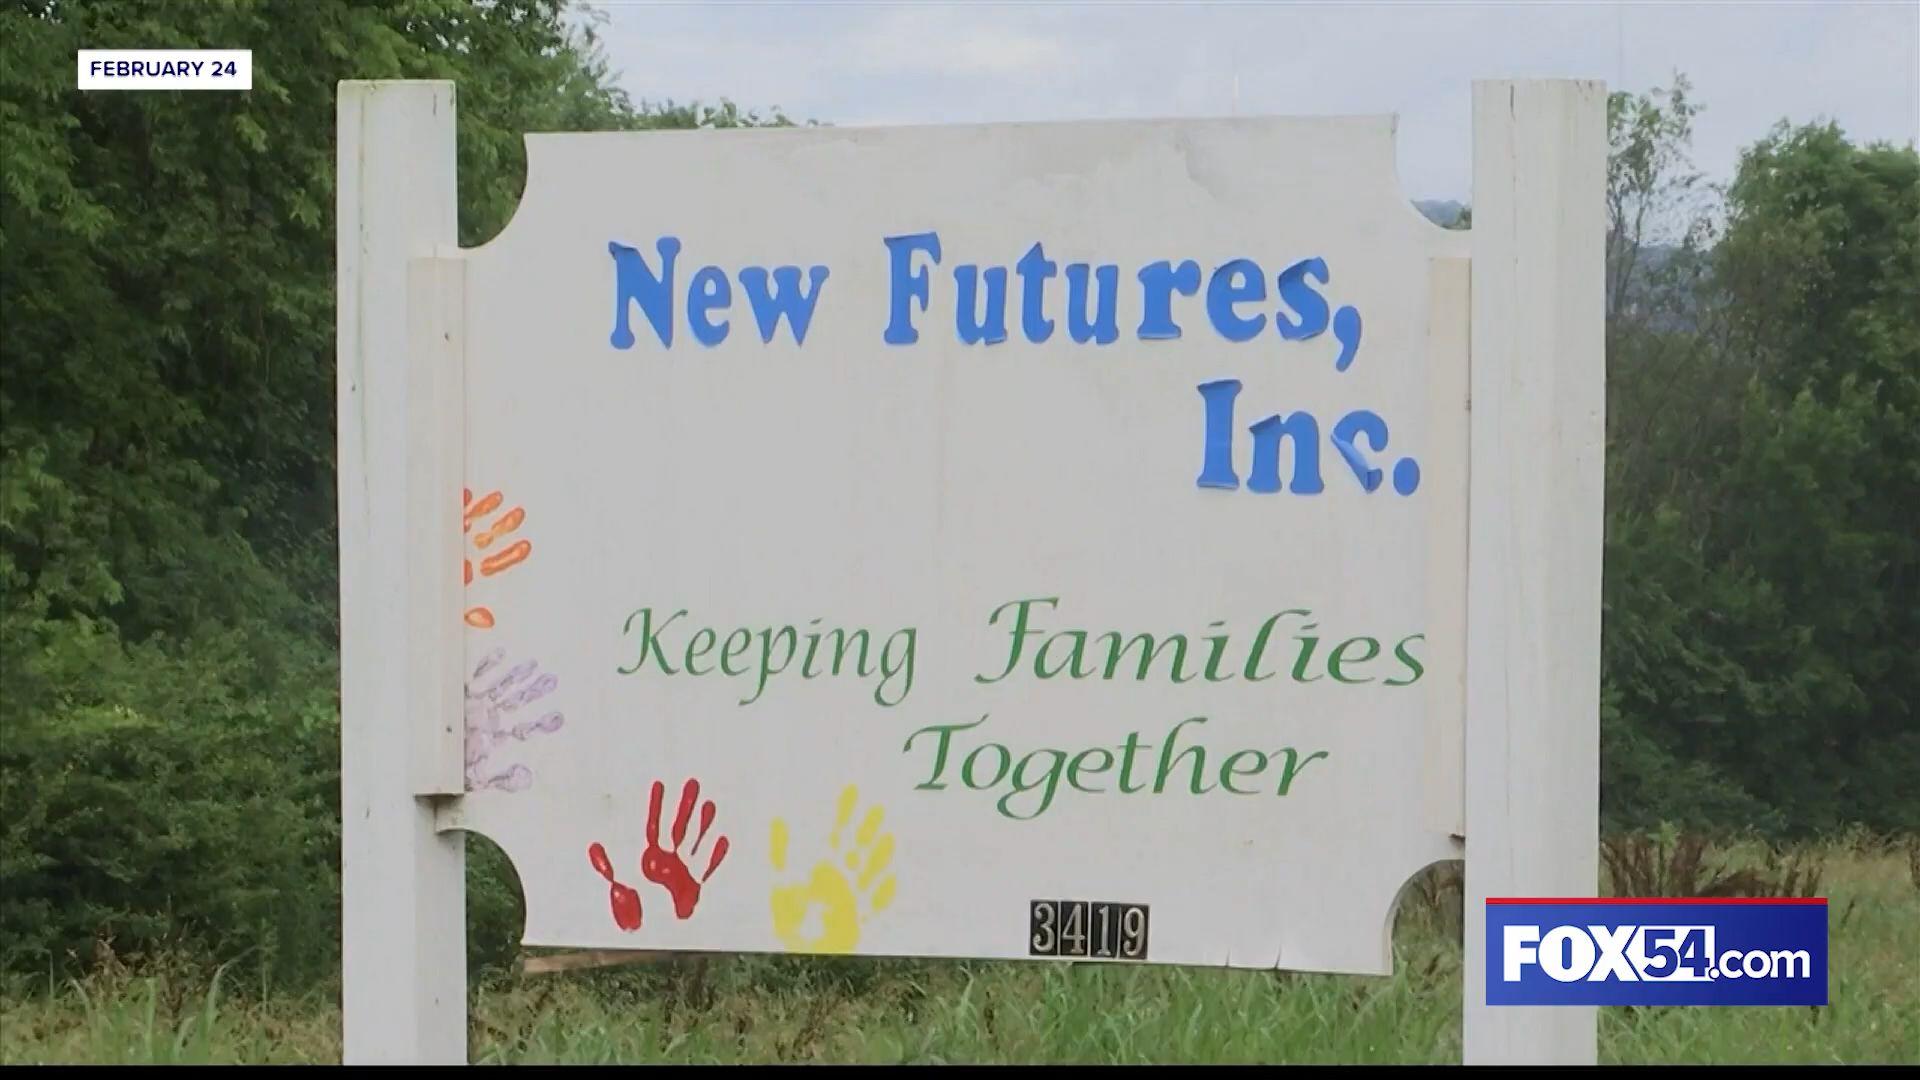 FEBRUARY 24
New Futures,
Inc.
Keeping Families
Together
3419
FOX54.com